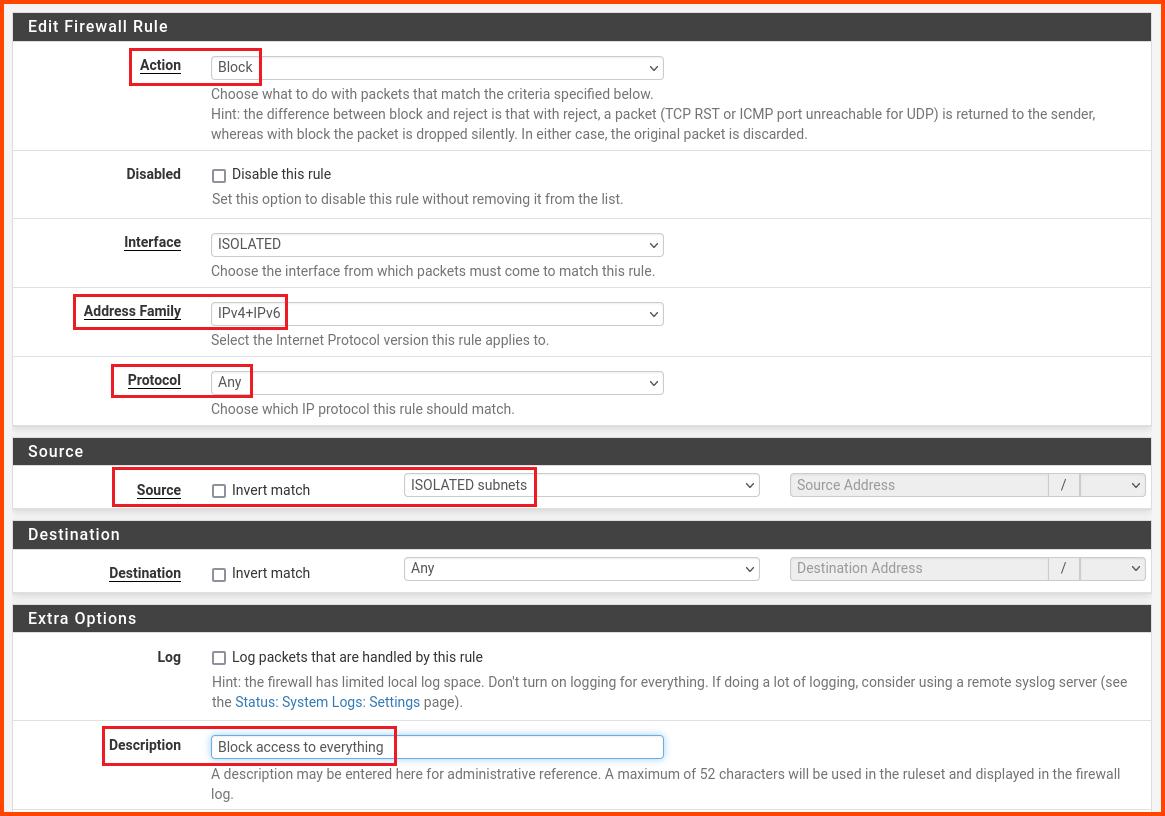 Edit Firewall Rule
Action
Block
Choose what to do with packets that match the criteria specified below.
Hint: the difference between block and reject is that with reject, a packet (TCP RST or ICMP port unreachable for UDP) is returned to the sender,
whereas with block the packet is dropped silently. In either case, the original packet is discarded.
Disabled
Disable this rule
Set this option to disable this rule without removing it from the list.
Interface
ISOLATED
Choose the interface from which packets must come to match this rule.
Address Family
IPv4+IPv6
Select the Internet Protocol version this rule applies to.
Protocol
Any
Choose which IP protocol this rule should match.
Source
Source
Invert match
ISOLATED subnets
Source Address
/
Destination
Destination
Invert match
Any
Destination Address
/
Extra Options
Log
Log packets that are handled by this rule
Hint: the firewall has limited local log space. Don't turn on logging for everything. If doing a lot of logging, consider using a remote syslog server (see
the Status: System Logs: Settings page).
Description
Block access to everything
A description may be entered here for administrative reference. A maximum of 52 characters will be used in the ruleset and displayed in the firewall
log.